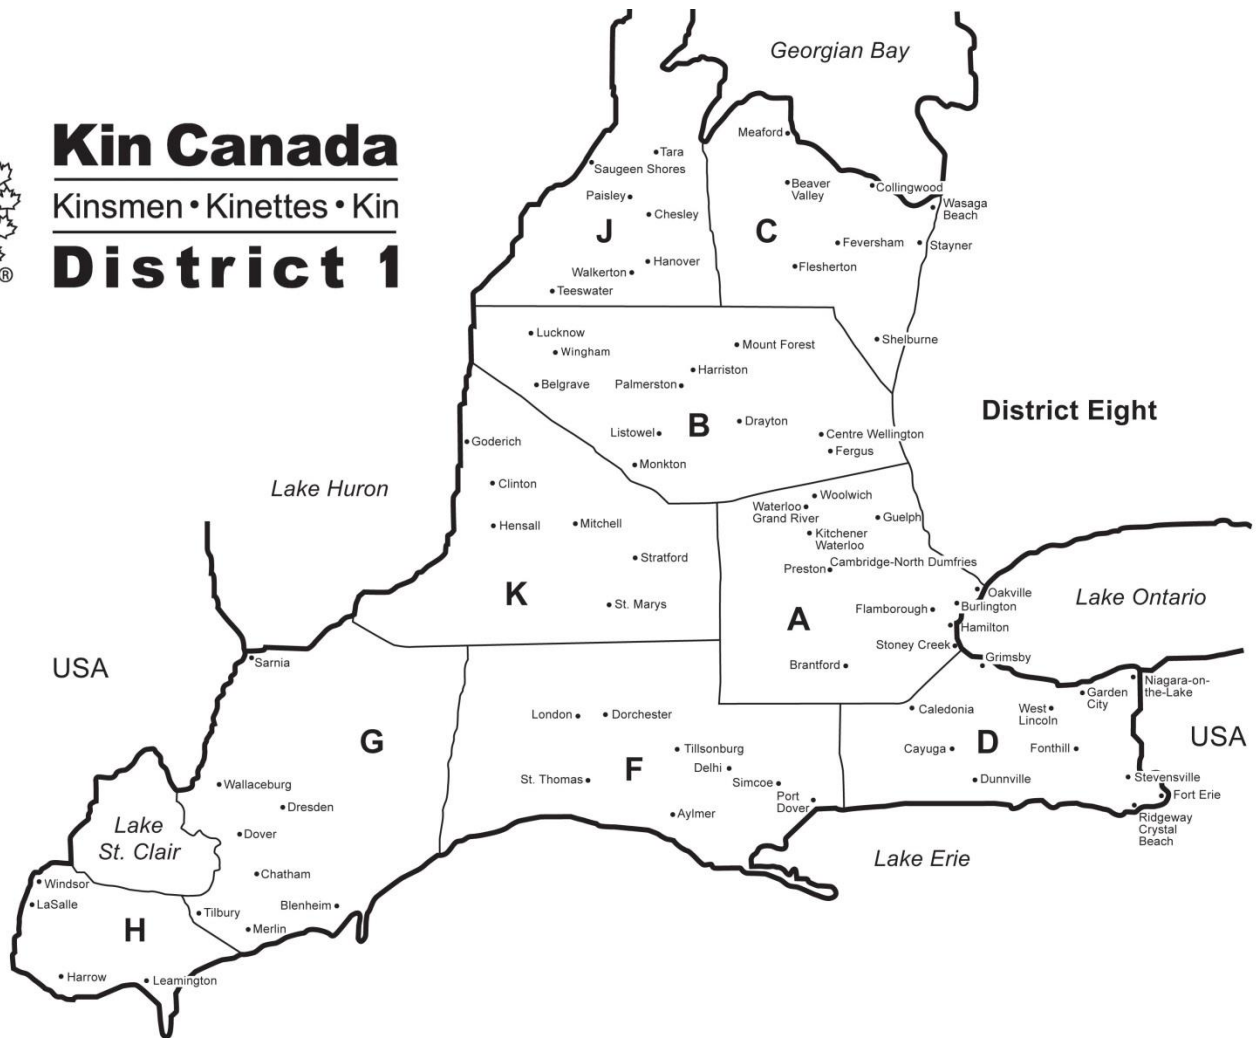 Kin Canada
Kinsmen • Kinettes • Kin
District 1
®
Georgian Bay
Meaford
Tara
Saugeen Shores
Paisley
Chesley
J
Hanover
Walkerton
Teeswater
Beaver
Valley
Collingwood
Wasaga
Beach
C
Feversham
Stayner
Flesherton
Shelburne
Lucknow
Wingham
Belgrave
Mount Forest
Harriston
Palmerston
B
Drayton
Listowel
Monkton
Centre Wellington
Fergus
District Eight
Lake Huron
Goderich
Clinton
Hensall
Mitchell
Stratford
K
St. Marys
Woolwich
Waterloo
Grand River
Guelph
Kitchener
Waterloo
Cambridge-North Dumfries
Preston
Oakville
Burlington
Flamborough
A
Hamilton
Stoney Creek
Grimsby
Brantford
Lake Ontario
USA
Sarnia
G
Wallaceburg
Dresden
Dover
Chatham
Blenheim
Tilbury
Merlin
Lake
St. Clair
Windsor
LaSalle
H
Harrow
Leamington
London
Dorchester
Tillsonburg
Delhi
F
St. Thomas
Simcoe
Port
Dover
Aylmer
Caledonia
West
Lincoln
Garden
City
Niagara-on-
the-Lake
Cayuga
D
Fonthill
USA
Dunnville
Stevensville
Fort Erie
Ridgeway
Crystal
Beach
Lake Erie